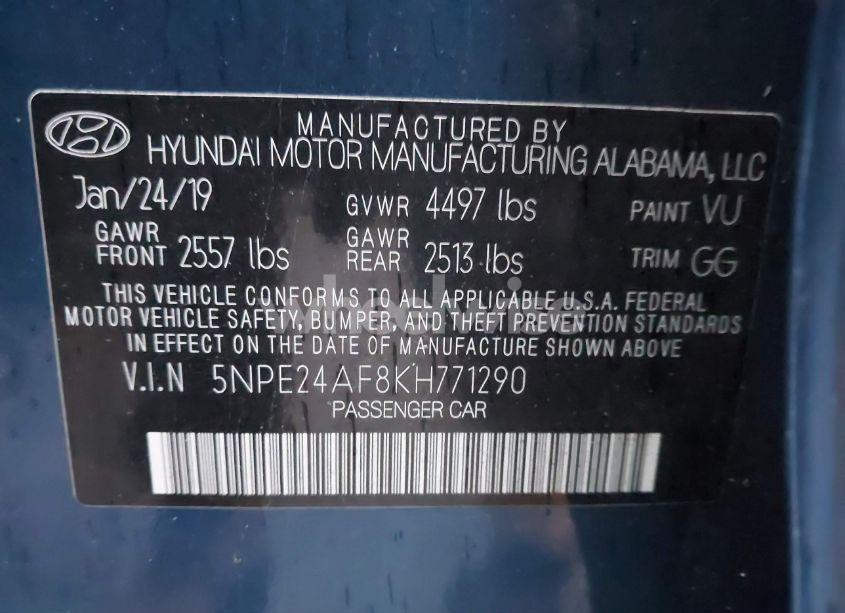 MANUFACTURED BY
HYUNDAI MOTOR MANUFACTURING ALABAMA, LLC
Jan/24/19 GVWR 4497 lbs PAINT VU
GAWR FRONT 2557 lbs GAWR REAR 2513 lbs TRIM GG
THIS VEHICLE CONFORMS TO ALL APPLICABLE U.S.A. FEDERAL
MOTOR VEHICLE SAFETY, BUMPER, AND THEFT PREVENTION STANDARDS
IN EFFECT ON THE DATE OF MANUFACTURE SHOWN ABOVE
V.I.N 5NPE24AF8KH771290
PASSENGER CAR